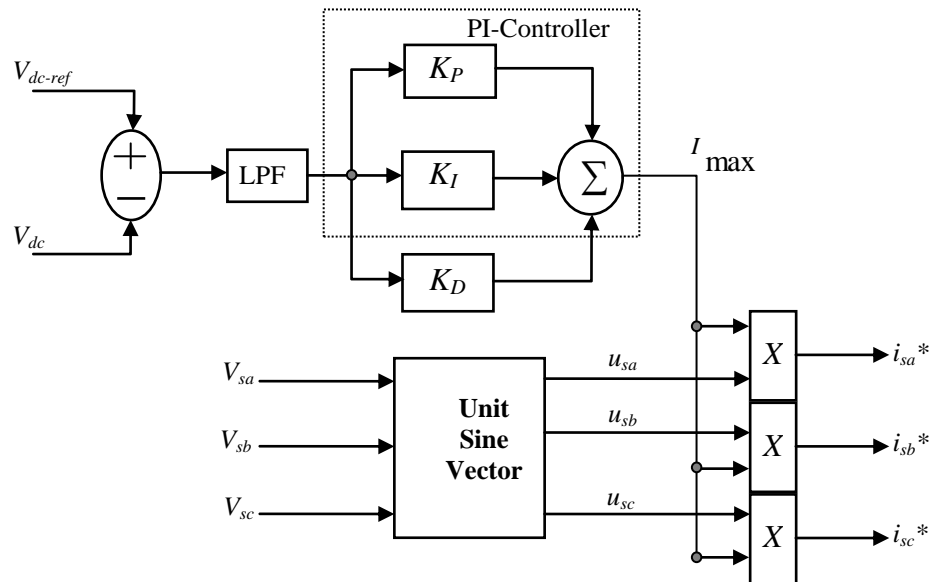 PI-Controller
V_dc-ref
K_P
+
−
LPF
K_I
Σ
I max
V_dc
K_D
X
i_sa*
V_sa
u_sa
Unit
Sine
Vector
V_sb
u_sb
X
i_sb*
V_sc
u_sc
X
i_sc*